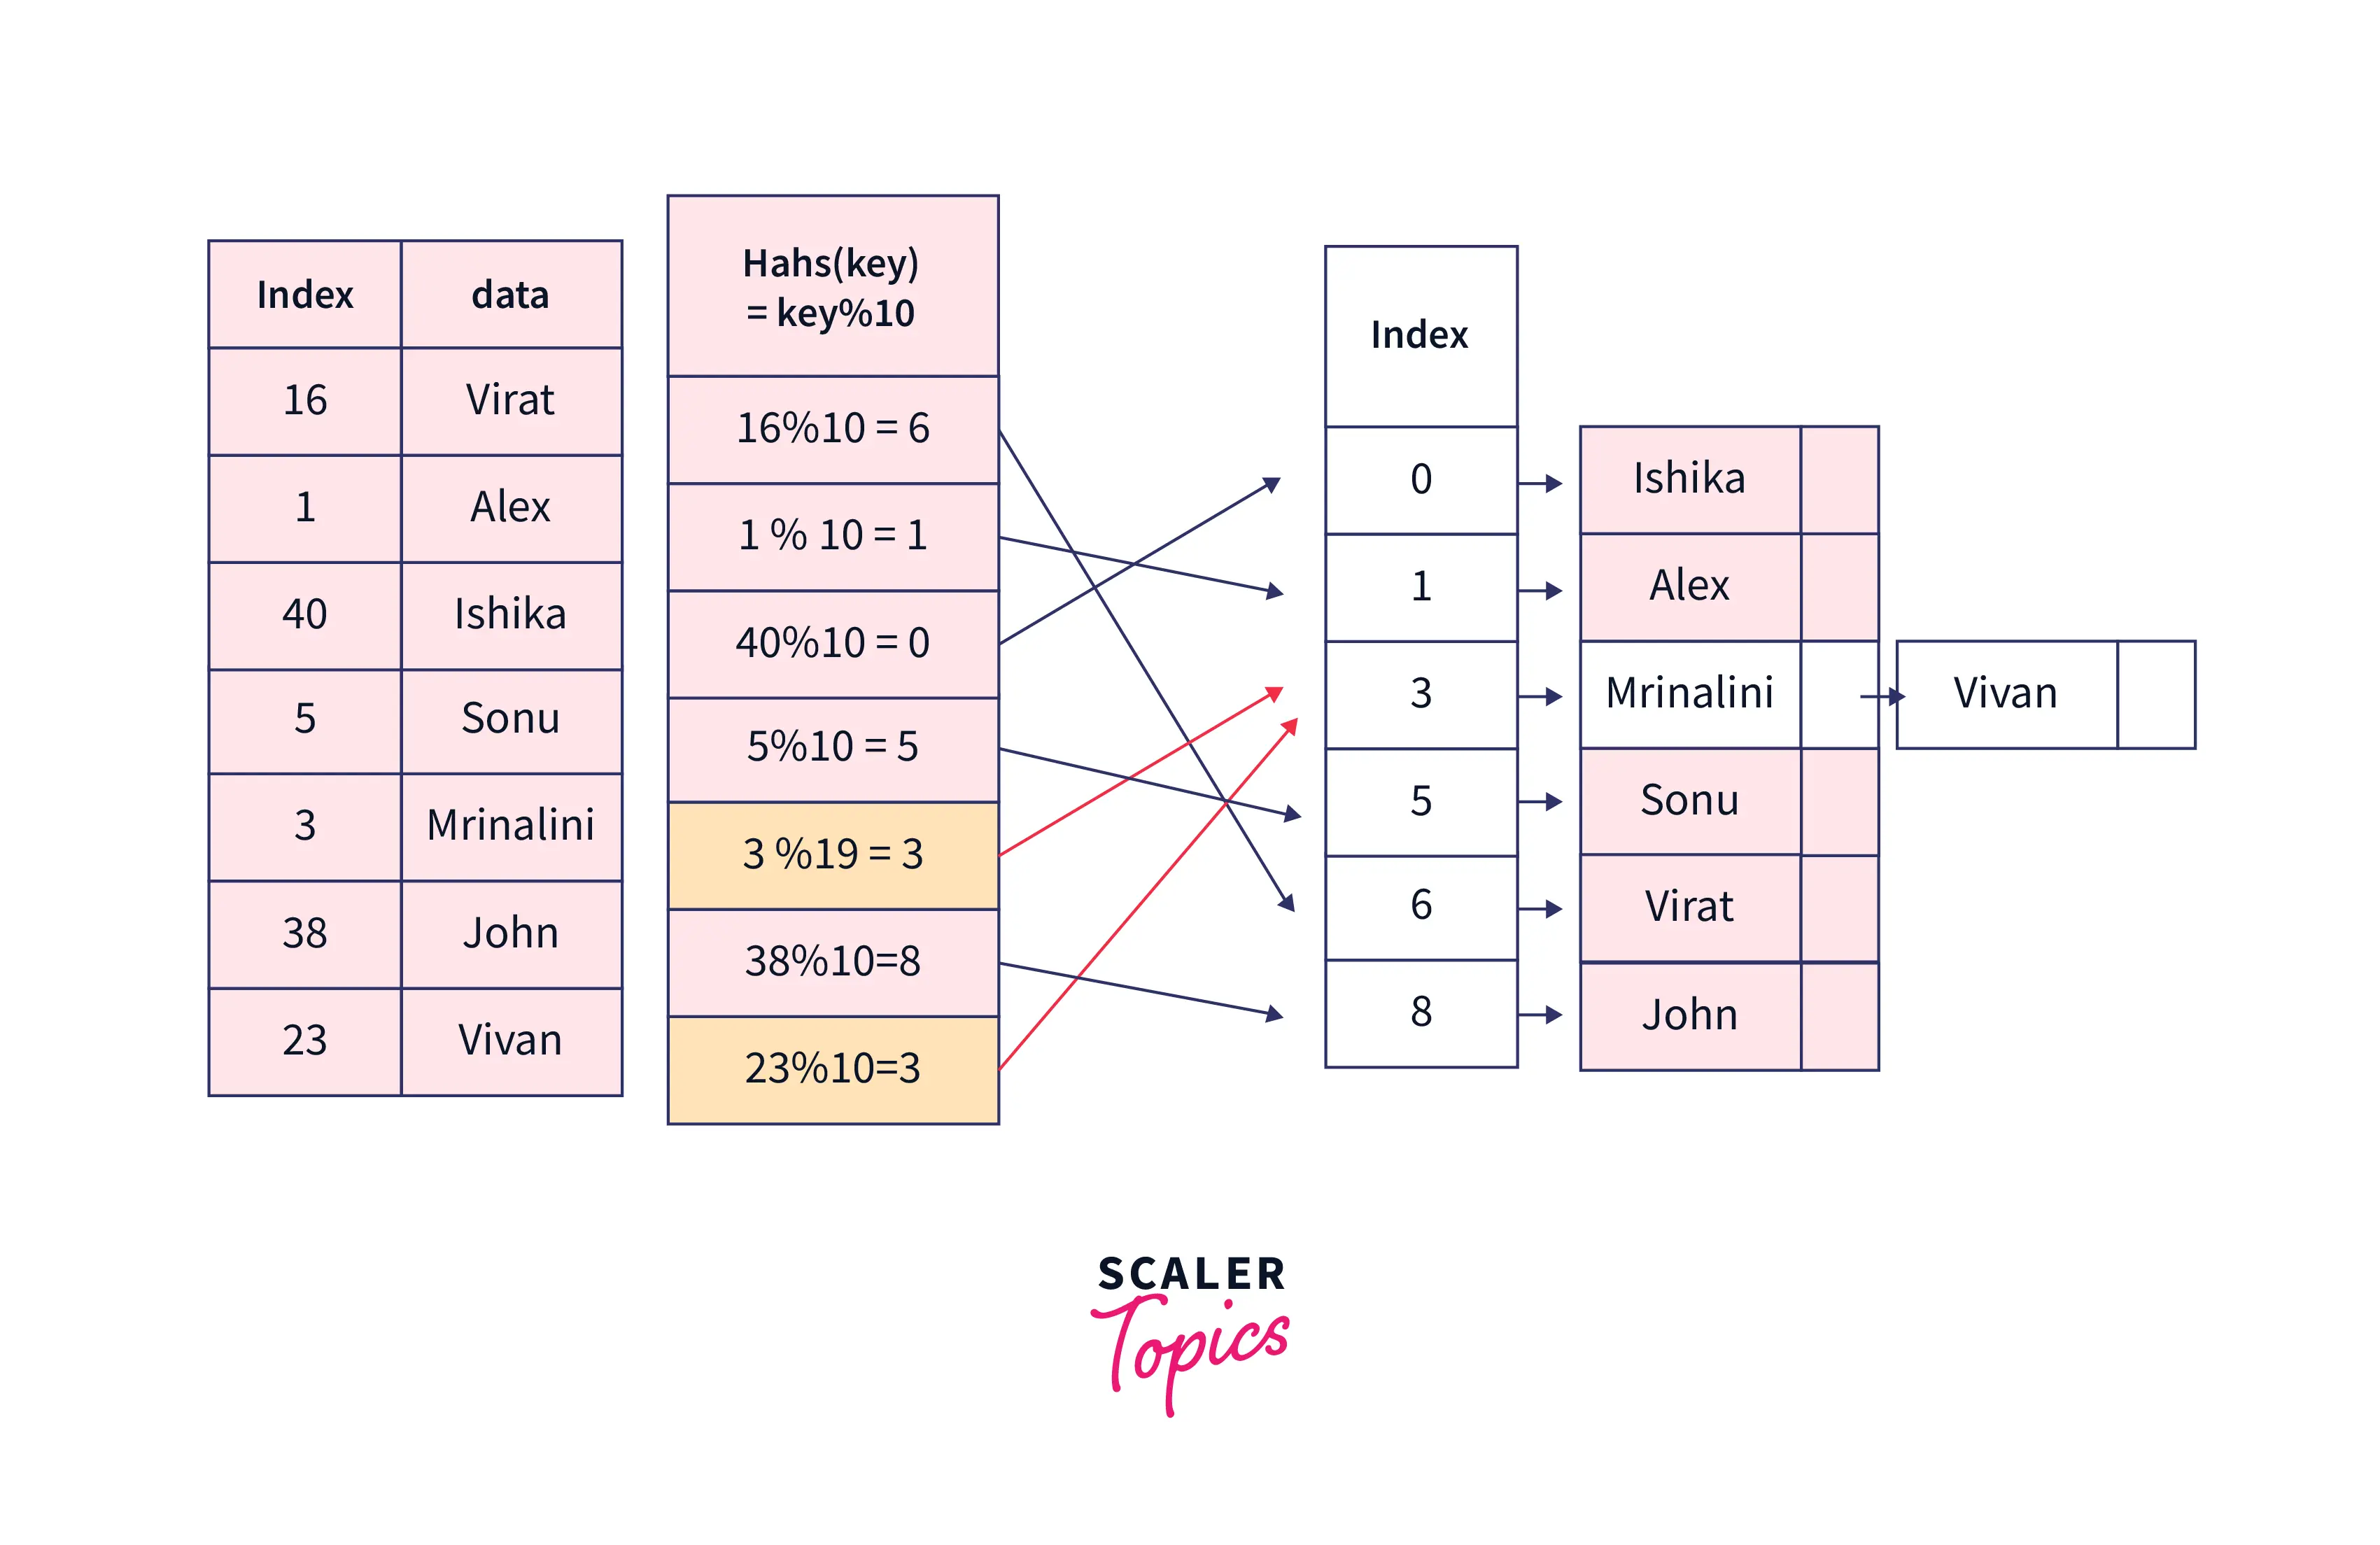 Index data
16 Virat
1 Alex
40 Ishika
5 Sonu
3 Mrinalini
38 John
23 Vivan
Hahs(key)
= key%10
16%10 = 6
1 % 10 = 1
40%10 = 0
5%10 = 5
3 %19 = 3
38%10=8
23%10=3
Index
0 Ishika
1 Alex
3 Mrinalini Vivan
5 Sonu
6 Virat
8 John
SCALER
Topics